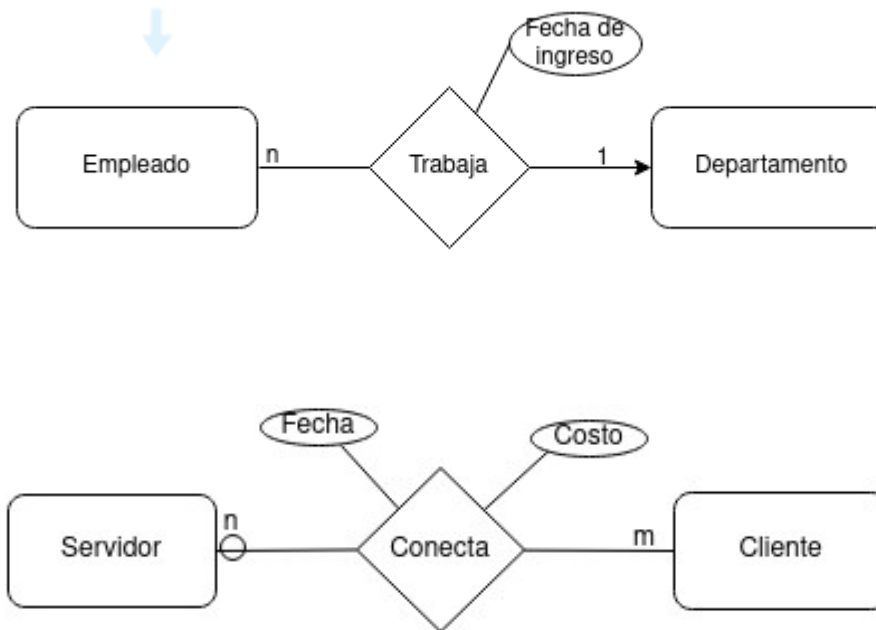 Fecha de
ingreso
Empleado
n
Trabaja
1
Departamento
Fecha
Costo
Servidor
n
Conecta
m
Cliente